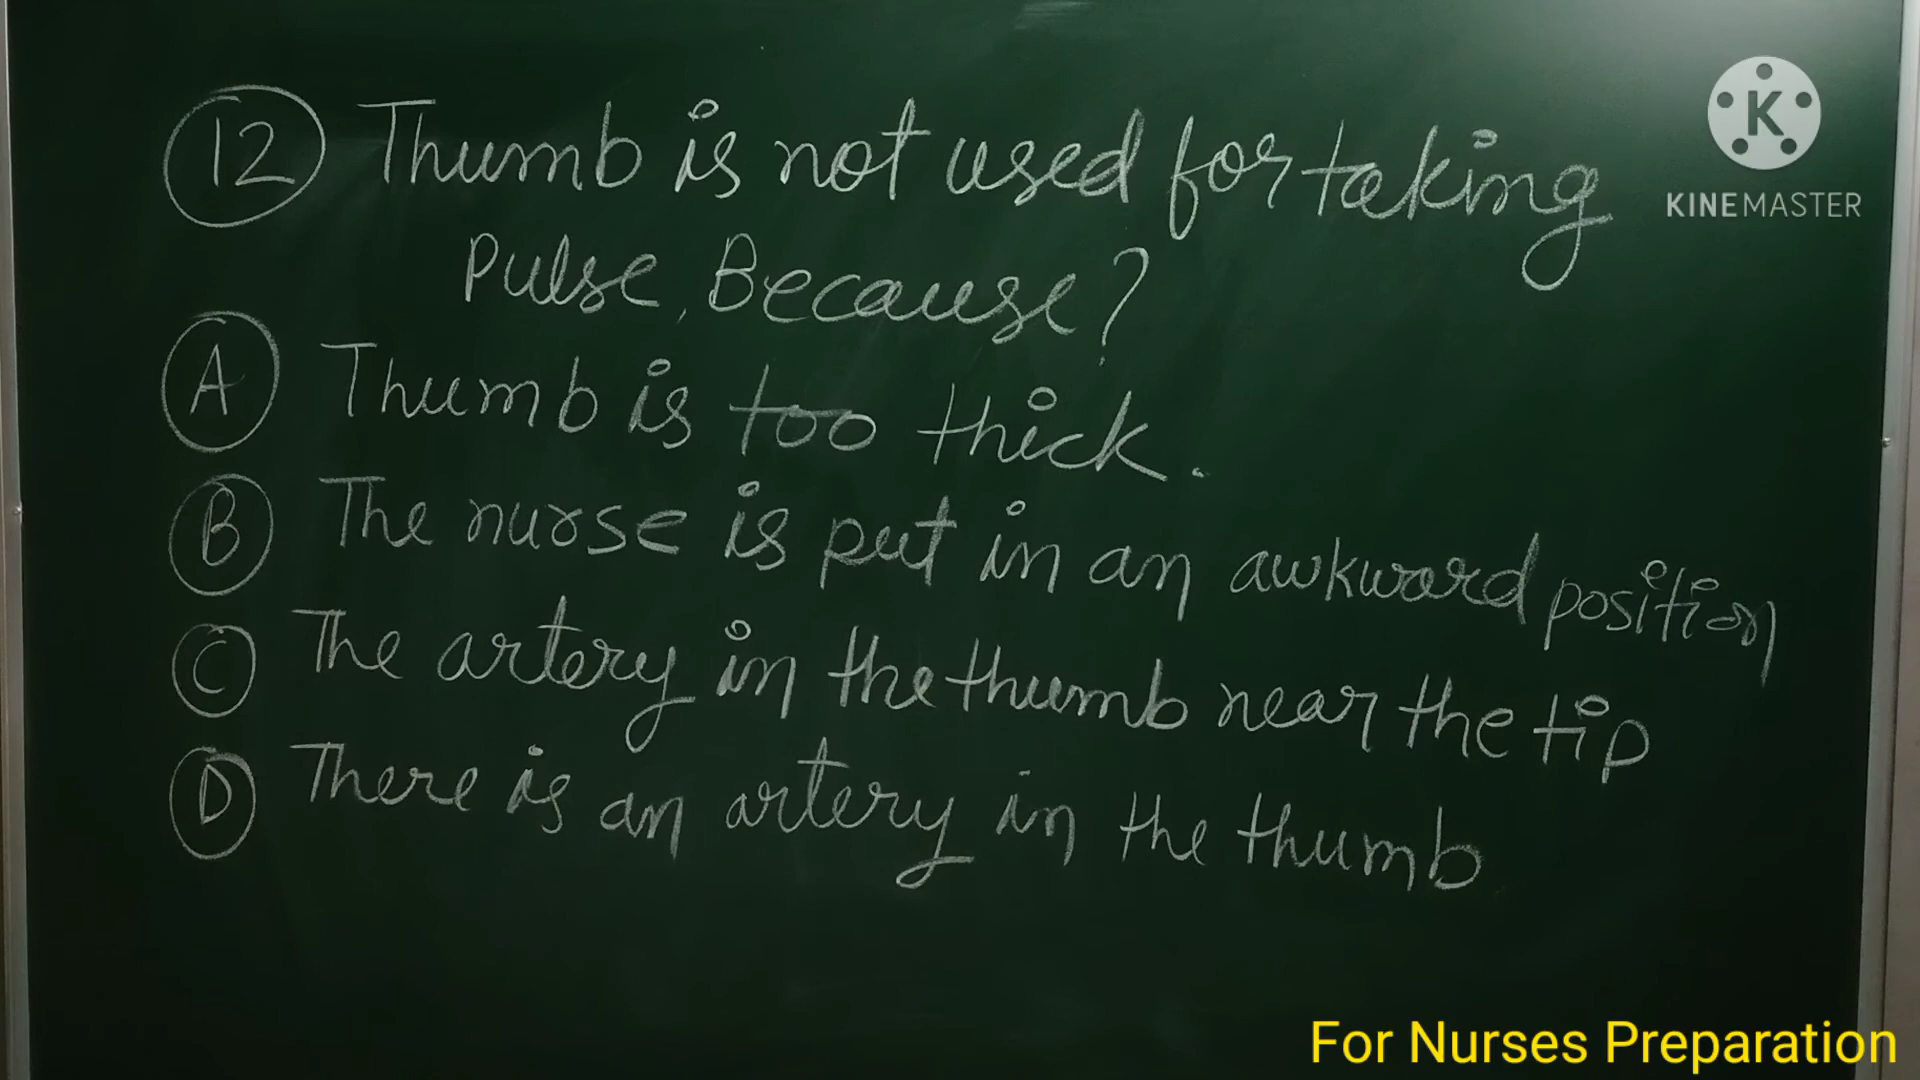 12 Thumb is not used for taking
Pulse, Because?
A Thumb is too thick.
B The nurse is put in an awkward position
C The artery in the thumb near the tip
D There is an artery in the thumb
K
KINEMASTER
For Nurses Preparation